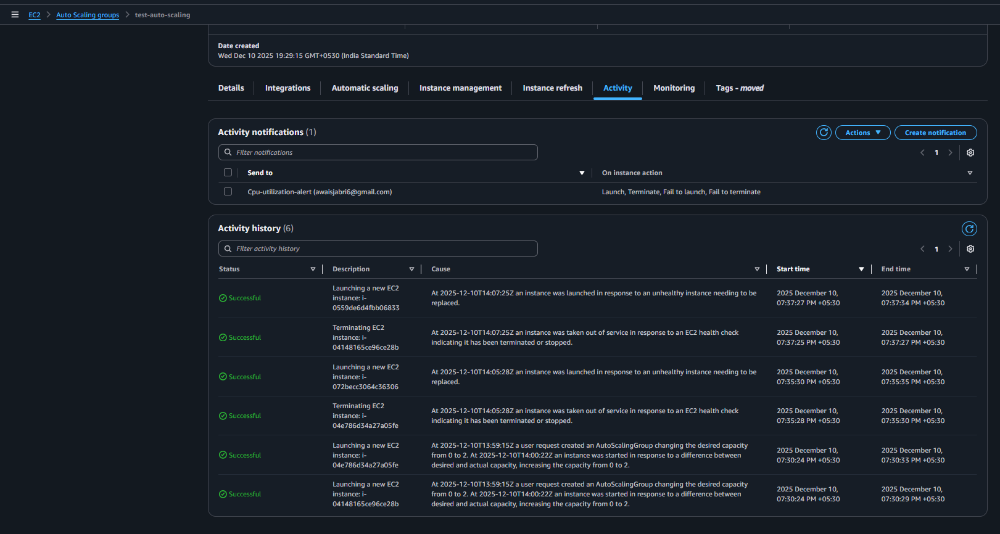 EC2 > Auto Scaling groups > test-auto-scaling
Date created
Wed Dec 10 2025 19:29:15 GMT+0530 (India Standard Time)
Details Integrations Automatic scaling Instance management Instance refresh Activity Monitoring Tags - moved
Activity notifications (1)
Actions Create notification
Filter notifications
1
Send to On instance action
Cpu-utilization-alert (awaisjabri6@gmail.com) Launch, Terminate, Fail to launch, Fail to terminate
Activity history (6)
Filter activity history
1
Status Description Cause Start time End time
Successful
Launching a new EC2
instance: i-
0559de6d4fbb06833
At 2025-12-10T14:07:25Z an instance was launched in response to an unhealthy instance needing to be
replaced.
2025 December 10,
07:37:27 PM +05:30
2025 December 10,
07:37:34 PM +05:30
Successful
Terminating EC2
instance: i-
04148165ce96ce28b
At 2025-12-10T14:07:25Z an instance was taken out of service in response to an EC2 health check
indicating it has been terminated or stopped.
2025 December 10,
07:37:25 PM +05:30
2025 December 10,
07:37:27 PM +05:30
Successful
Launching a new EC2
instance: i-
072becc3064c36306
At 2025-12-10T14:05:28Z an instance was launched in response to an unhealthy instance needing to be
replaced.
2025 December 10,
07:35:30 PM +05:30
2025 December 10,
07:35:35 PM +05:30
Successful
Terminating EC2
instance: i-
04e786d34a27a05fe
At 2025-12-10T14:05:28Z an instance was taken out of service in response to an EC2 health check
indicating it has been terminated or stopped.
2025 December 10,
07:35:28 PM +05:30
2025 December 10,
07:35:30 PM +05:30
Successful
Launching a new EC2
instance: i-
04e786d34a27a05fe
At 2025-12-10T13:59:15Z a user request created an AutoScalingGroup changing the desired capacity
from 0 to 2. At 2025-12-10T14:00:22Z an instance was started in response to a difference between
desired and actual capacity, increasing the capacity from 0 to 2.
2025 December 10,
07:30:24 PM +05:30
2025 December 10,
07:30:33 PM +05:30
Successful
Launching a new EC2
instance: i-
04148165ce96ce28b
At 2025-12-10T13:59:15Z a user request created an AutoScalingGroup changing the desired capacity
from 0 to 2. At 2025-12-10T14:00:22Z an instance was started in response to a difference between
desired and actual capacity, increasing the capacity from 0 to 2.
2025 December 10,
07:30:24 PM +05:30
2025 December 10,
07:30:29 PM +05:30